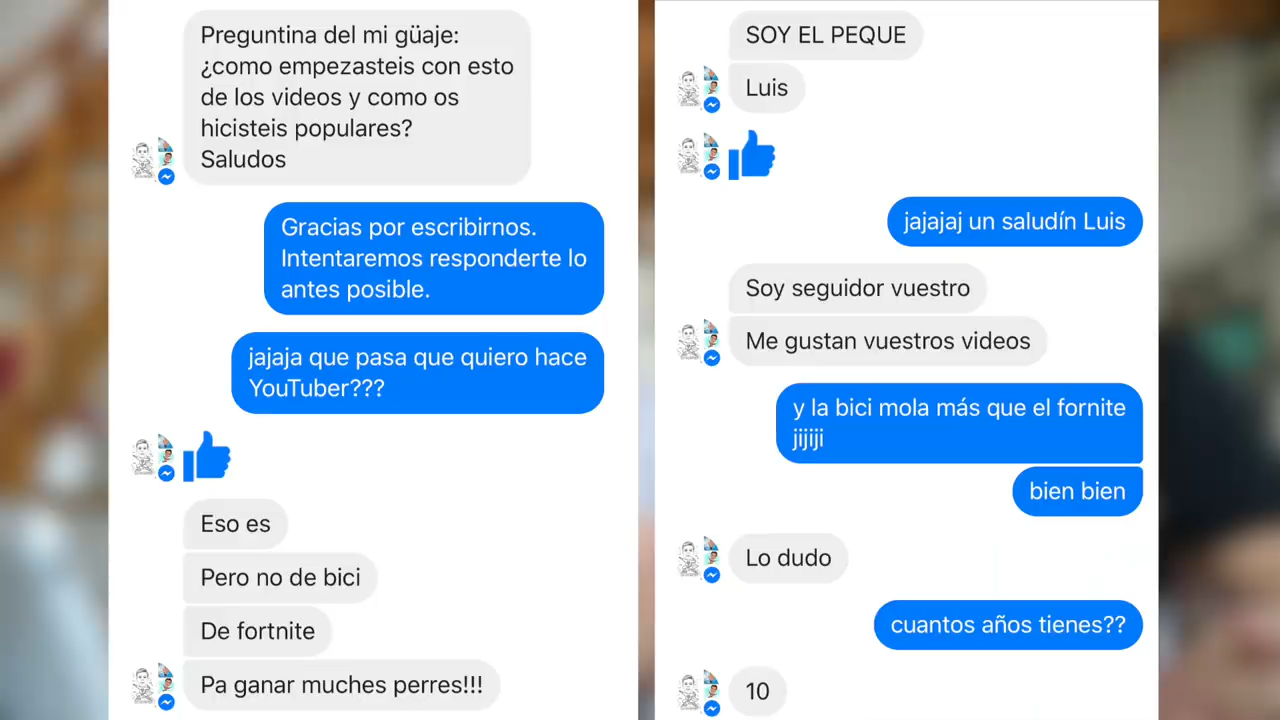 Preguntina del mi güaje:
¿como empezasteis con esto
de los videos y como os
hicisteis populares?
Saludos
Gracias por escribirnos.
Intentaremos responderte lo
antes posible.
jajaja que pasa que quiero hace
YouTuber???
Eso es
Pero no de bici
De fortnite
Pa ganar muches perres!!!
SOY EL PEQUE
Luis
jajajaj un saludín Luis
Soy seguidor vuestro
Me gustan vuestros videos
y la bici mola más que el fornite
jijiji
bien bien
Lo dudo
cuantos años tienes??
10